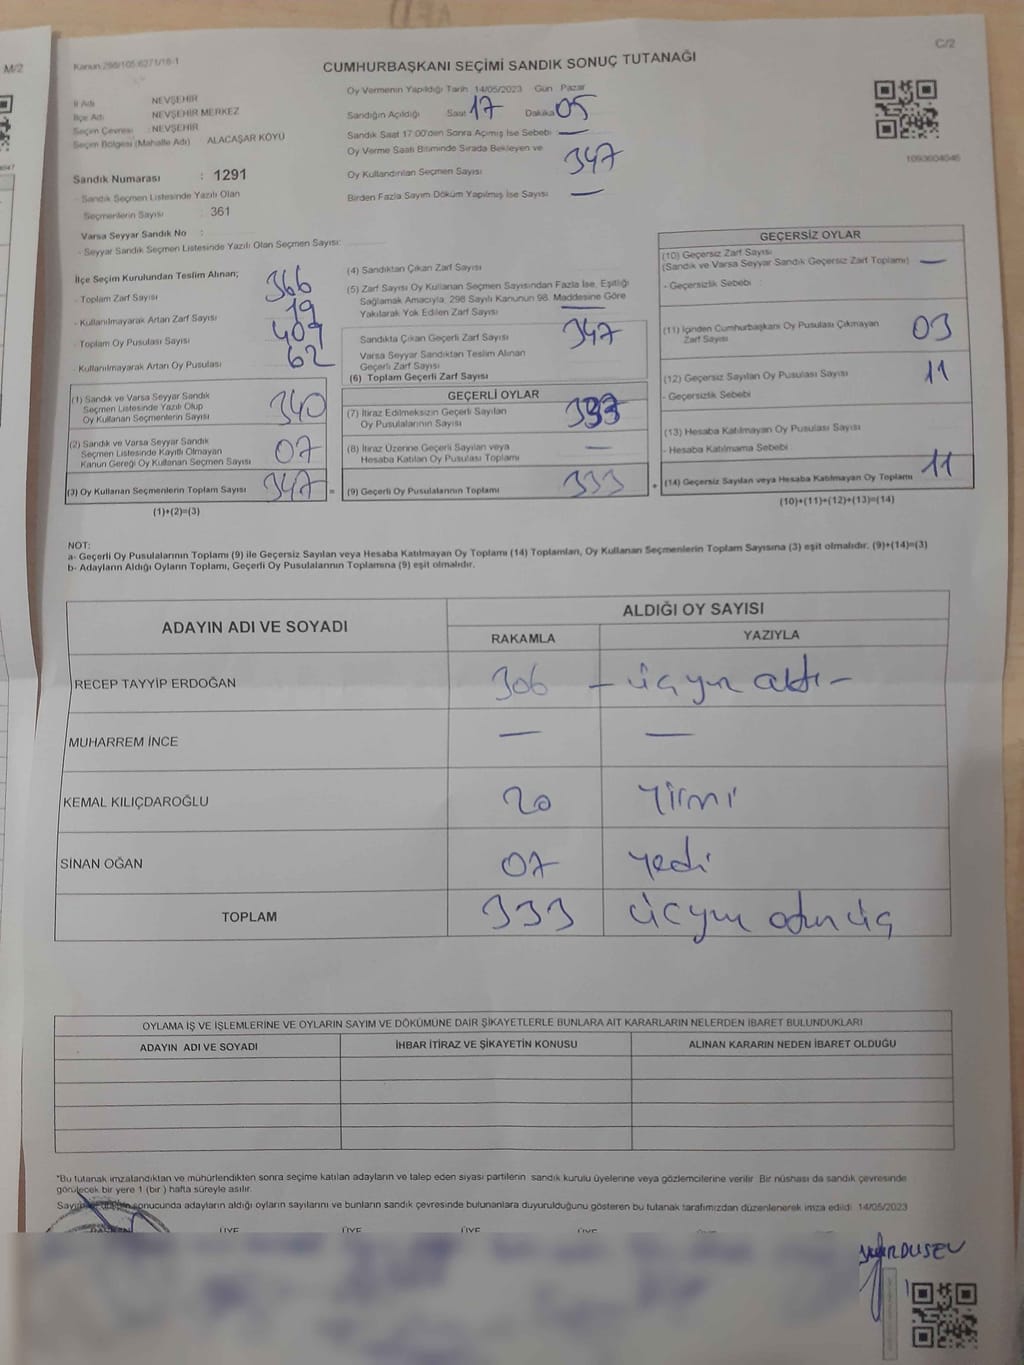 M/2
C/2
Kanun 298/105.6271/18-1
CUMHURBAŞKANI SEÇİMİ SANDIK SONUÇ TUTANAĞI
İl Adı NEVŞEHİR
İlçe Adı NEVŞEHİR MERKEZ
Seçim Çevresi : NEVŞEHİR
Seçim Bölgesi (Mahalle Adı) ALACAŞAR KÖYÜ
Sandık Numarası : 1291
- Sandık Seçmen Listesinde Yazılı Olan
Seçmenlerin Sayısı : 361
Varsa Seyyar Sandık No :
- Seyyar Sandık Seçmen Listesinde Yazılı Olan Seçmen Sayısı:
Oy Vermenin Yapıldığı Tarih 14/05/2023 Gün Pazar
Sandığın Açıldığı Saat 17 Dakika 05
Sandık Saat 17:00'den Sonra Açımış İse Sebebi —
Oy Verme Saati Bitiminde Sırada Bekleyen ve
Oy Kullandırılan Seçmen Sayısı 347
Birden Fazla Sayım Döküm Yapılmış İse Sayısı —
1093604046
İlçe Seçim Kurulundan Teslim Alınan;
- Toplam Zarf Sayısı 366
- Kullanılmayarak Artan Zarf Sayısı 19
- Toplam Oy Pusulası Sayısı 409
- Kullanılmayarak Artan Oy Pusulası 62
(1) Sandık ve Varsa Seyyar Sandık
Seçmen Listesinde Yazılı Olup
Oy Kullanan Seçmenlerin Sayısı 340
(2) Sandık ve Varsa Seyyar Sandık
Seçmen Listesinde Kayıtlı Olmayan
Kanun Gereği Oy Kullanan Seçmen Sayısı 07
(3) Oy Kullanan Seçmenlerin Toplam Sayısı 347 =
(1)+(2)=(3)
(4) Sandıktan Çıkan Zarf Sayısı
(5) Zarf Sayısı Oy Kullanan Seçmen Sayısından Fazla İse, Eşitliği
Sağlamak Amacıyla, 298 Sayılı Kanunun 98. Maddesine Göre
Yakılarak Yok Edilen Zarf Sayısı —
Sandıkta Çıkan Geçerli Zarf Sayısı 347
Varsa Seyyar Sandıktan Teslim Alınan
Geçerli Zarf Sayısı
(6) Toplam Geçerli Zarf Sayısı
GEÇERLİ OYLAR
(7) İtiraz Edilmeksizin Geçerli Sayılan
Oy Pusulalarının Sayısı 333
(8) İtiraz Üzerine Geçerli Sayılan veya
Hesaba Katılan Oy Pusulası Toplamı —
(9) Geçerli Oy Pusulalarının Toplamı 333 +
GEÇERSİZ OYLAR
(10) Geçersiz Zarf Sayısı
(Sandık ve Varsa Seyyar Sandık Geçersiz Zarf Toplamı) —
- Geçersizlik Sebebi :
(11) İçinden Cumhurbaşkanı Oy Pusulası Çıkmayan
Zarf Sayısı 03
(12) Geçersiz Sayılan Oy Pusulası Sayısı 11
- Geçersizlik Sebebi
(13) Hesaba Katılmayan Oy Pusulası Sayısı
- Hesaba Katılmama Sebebi
(14) Geçersiz Sayılan veya Hesaba Katılmayan Oy Toplamı 11
(10)+(11)+(12)+(13)=(14)
NOT:
a- Geçerli Oy Pusulalarının Toplamı (9) ile Geçersiz Sayılan veya Hesaba Katılmayan Oy Toplamı (14) Toplamları, Oy Kullanan Seçmenlerin Toplam Sayısına (3) eşit olmalıdır. (9)+(14)=(3)
b- Adayların Aldığı Oyların Toplamı, Geçerli Oy Pusulalarının Toplamına (9) eşit olmalıdır.
ADAYIN ADI VE SOYADI ALDIĞI OY SAYISI
RAKAMLA YAZIYLA
RECEP TAYYİP ERDOĞAN 306 – üçyüz altı –
MUHARREM İNCE — —
KEMAL KILIÇDAROĞLU 20 Yirmi
SİNAN OĞAN 07 yedi
TOPLAM 333 üçyüz otuz üç
OYLAMA İŞ VE İŞLEMLERİNE VE OYLARIN SAYIM VE DÖKÜMÜNE DAİR ŞİKAYETLERLE BUNLARA AİT KARARLARIN NELERDEN İBARET BULUNDUKLARI
ADAYIN ADI VE SOYADI İHBAR İTİRAZ VE ŞİKAYETİN KONUSU ALINAN KARARIN NEDEN İBARET OLDUĞU
*Bu tutanak imzalandıktan ve mühürlendikten sonra seçime katılan adayların ve talep eden siyasi partilerin sandık kurulu üyelerine veya gözlemcilerine verilir. Bir nüshası da sandık çevresinde
görülecek bir yere 1 (bir) hafta süreyle asılır.
sonucunda adayların aldığı oyların sayılarını ve bunların sandık çevresinde bulunanlara duyurulduğunu gösteren bu tutanak tarafımızdan düzenlenerek imza edildi. 14/05/2023
BAŞKAN ÜYE ÜYE ÜYE ÜYE